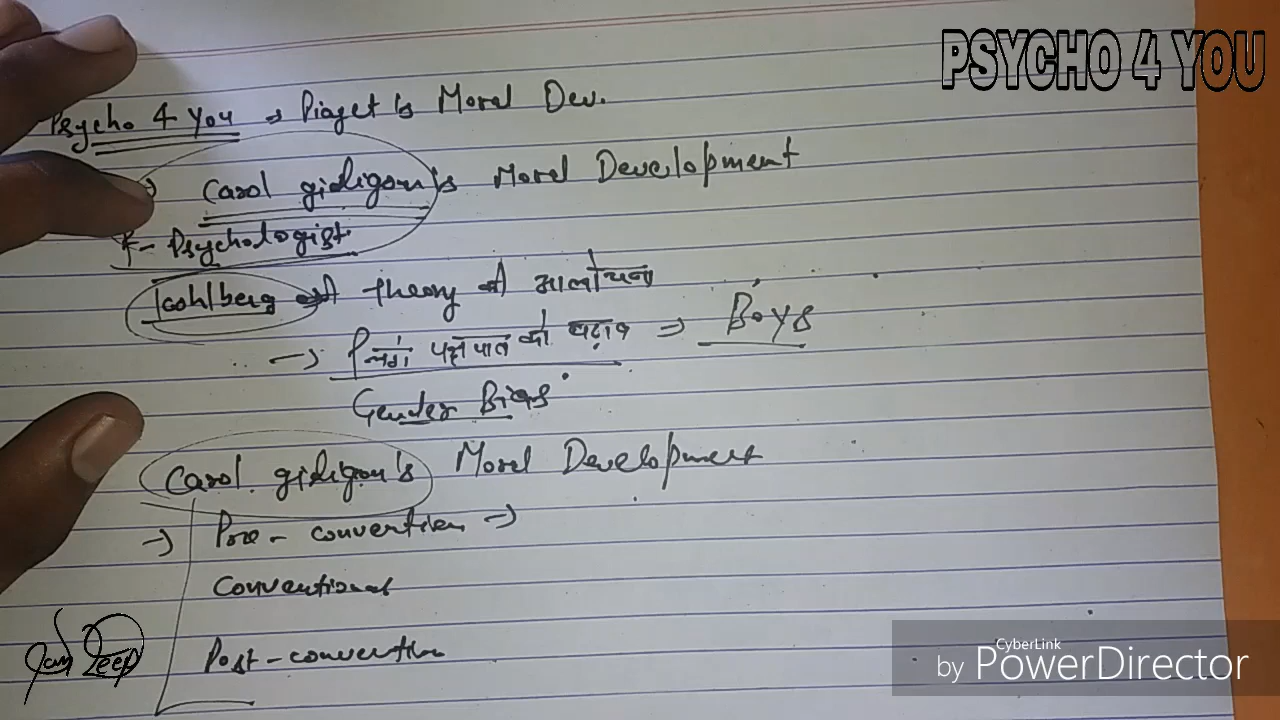 PSYCHO 4 YOU
Psycho 4 You → Piaget's Moral Dev.
→ Carol gidigan's Moral Development
F - Psychologist.
Kohlberg की theory की आलोचना
→ लिंग पक्षपात को बढ़ाव ⇒ Boys
Gender Bias
Carol gidigan's Moral Development
→ Pre - convention →
Conventional
Post - convention
CyberLink
by PowerDirector